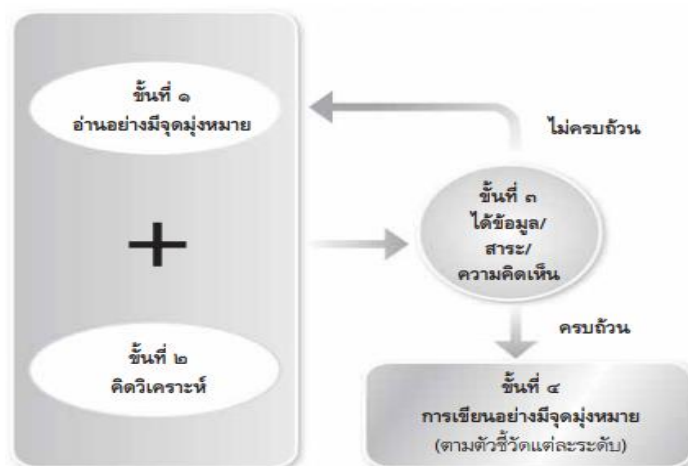 ขั้นที่ ๑
อ่านอย่างมีจุดมุ่งหมาย
+
ขั้นที่ ๒
คิดวิเคราะห์
ไม่ครบถ้วน
ขั้นที่ ๓
ได้ข้อมูล/
สาระ/
ความคิดเห็น
ครบถ้วน
ขั้นที่ ๔
การเขียนอย่างมีจุดมุ่งหมาย
(ตามตัวชี้วัดแต่ละระดับ)